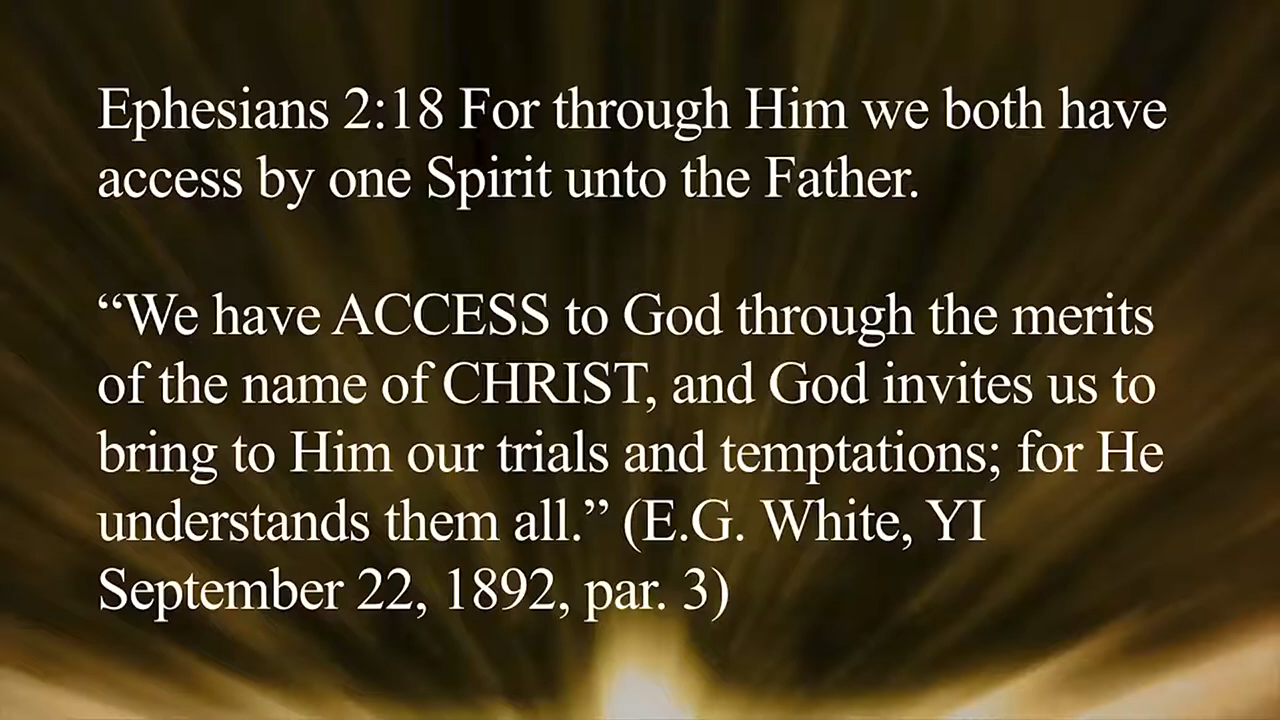 Ephesians 2:18 For through Him we both have
access by one Spirit unto the Father.
“We have ACCESS to God through the merits
of the name of CHRIST, and God invites us to
bring to Him our trials and temptations; for He
understands them all.” (E.G. White, YI
September 22, 1892, par. 3)